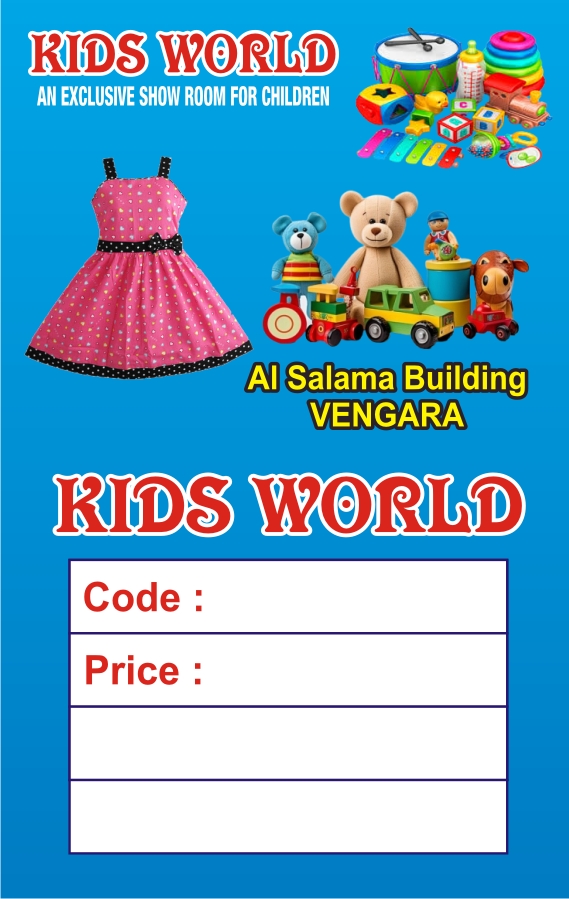 KIDS WORLD
AN EXCLUSIVE SHOW ROOM FOR CHILDREN
Al Salama Building
VENGARA
KIDS WORLD
Code :
Price :